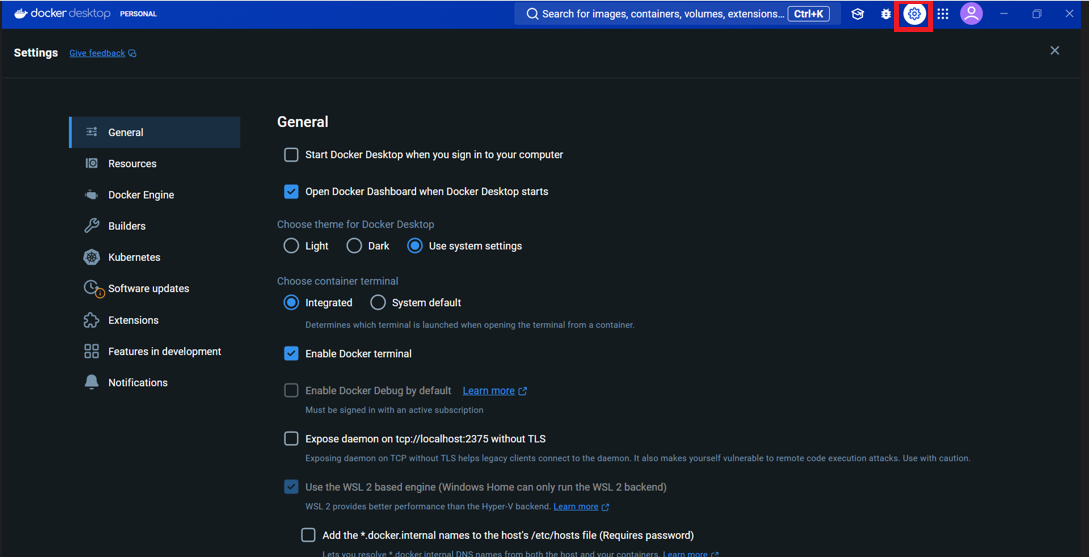 docker desktop PERSONAL
Search for images, containers, volumes, extensions... Ctrl+K
Settings Give feedback
General
Resources
Docker Engine
Builders
Kubernetes
Software updates
Extensions
Features in development
Notifications
General
Start Docker Desktop when you sign in to your computer
Open Docker Dashboard when Docker Desktop starts
Choose theme for Docker Desktop
Light Dark Use system settings
Choose container terminal
Integrated System default
Determines which terminal is launched when opening the terminal from a container.
Enable Docker terminal
Enable Docker Debug by default Learn more
Must be signed in with an active subscription
Expose daemon on tcp://localhost:2375 without TLS
Exposing daemon on TCP without TLS helps legacy clients connect to the daemon. It also makes yourself vulnerable to remote code execution attacks. Use with caution.
Use the WSL 2 based engine (Windows Home can only run the WSL 2 backend)
WSL 2 provides better performance than the Hyper-V backend. Learn more
Add the *.docker.internal names to the host's /etc/hosts file (Requires password)
Lets you resolve *.docker.internal DNS names from both the host and your containers. Learn more